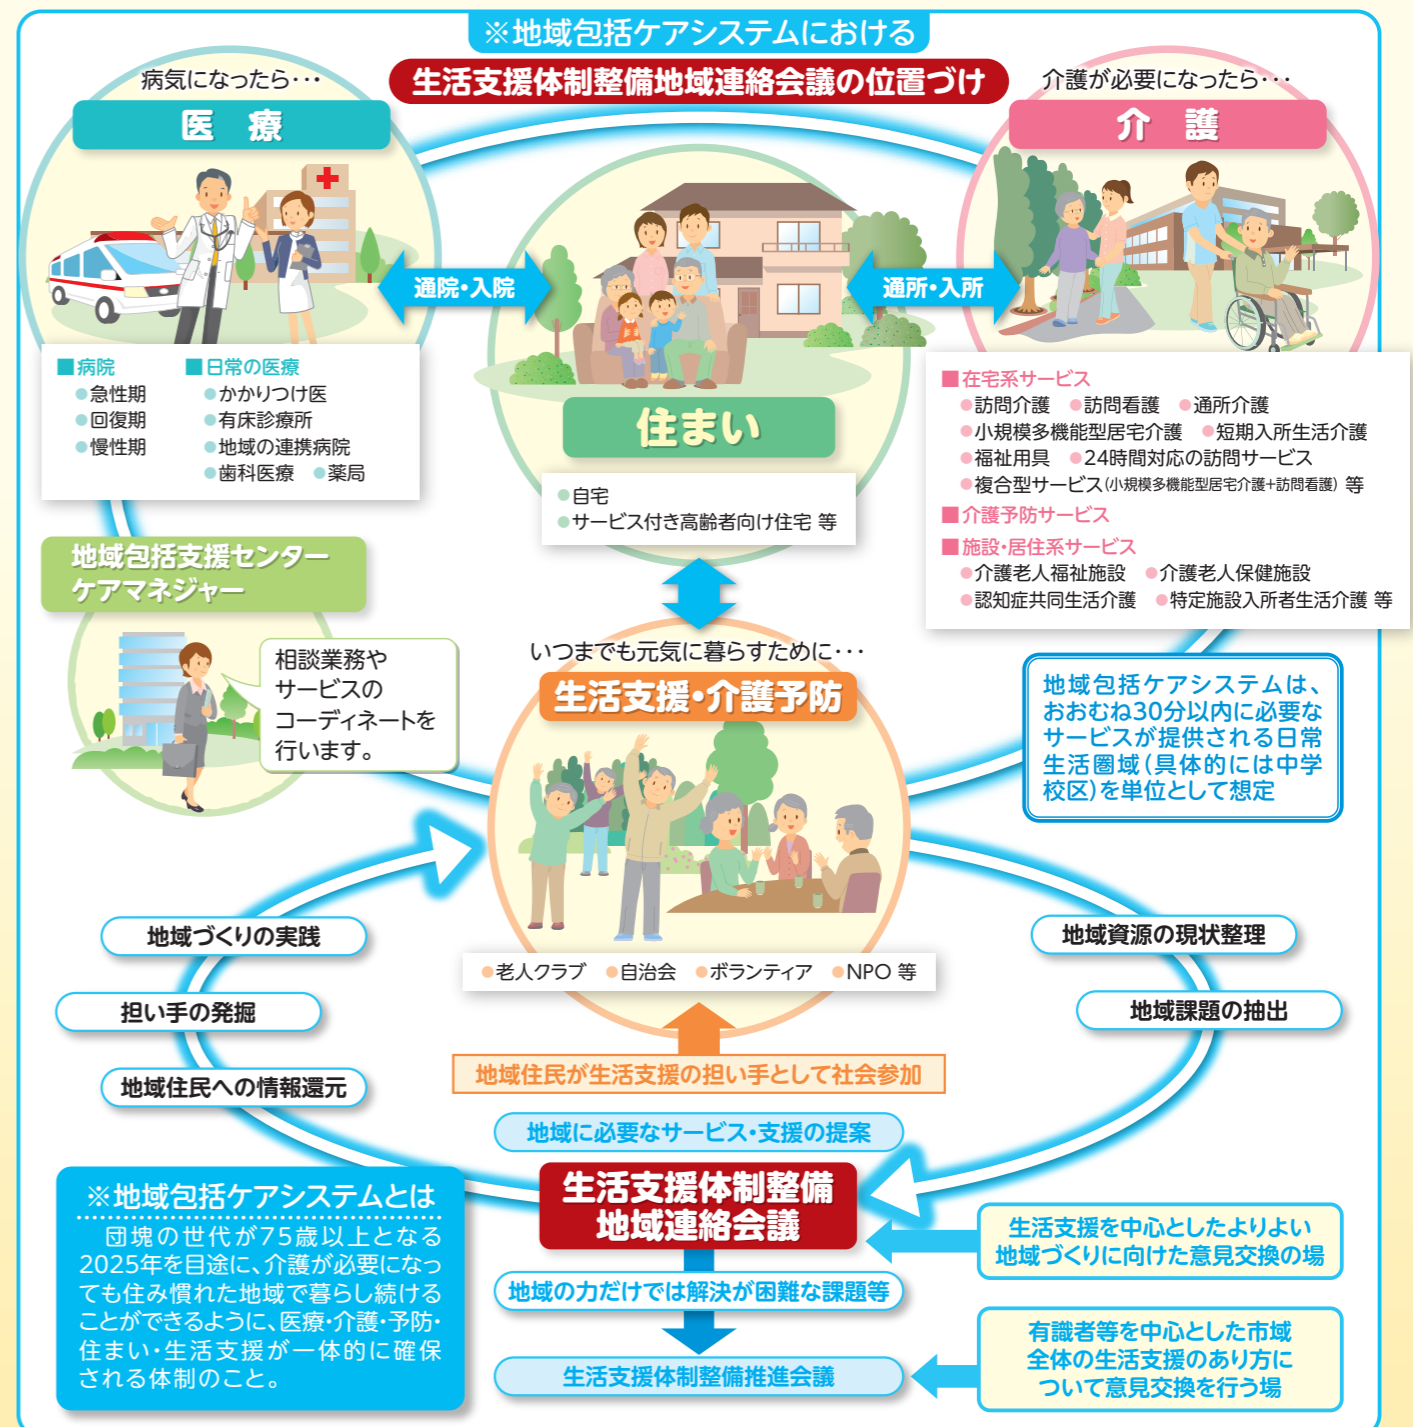 ※地域包括ケアシステムにおける
生活支援体制整備地域連絡会議の位置づけ
病気になったら・・・
医 療
介護が必要になったら・・・
介 護
通院・入院
通所・入所
■病院
●急性期
●回復期
●慢性期
■日常の医療
●かかりつけ医
●有床診療所
●地域の連携病院
●歯科医療 ●薬局
住まい
●自宅
●サービス付き高齢者向け住宅 等
■在宅系サービス
●訪問介護 ●訪問看護 ●通所介護
●小規模多機能型居宅介護 ●短期入所生活介護
●福祉用具 ●24時間対応の訪問サービス
●複合型サービス(小規模多機能型居宅介護+訪問看護) 等
■介護予防サービス
■施設・居住系サービス
●介護老人福祉施設 ●介護老人保健施設
●認知症共同生活介護 ●特定施設入所者生活介護 等
地域包括支援センター
ケアマネジャー
相談業務や
サービスの
コーディネートを
行います。
いつまでも元気に暮らすために・・・
生活支援・介護予防
地域包括ケアシステムは、
おおむね30分以内に必要な
サービスが提供される日常
生活圏域(具体的には中学
校区)を単位として想定
●老人クラブ ●自治会 ●ボランティア ●NPO 等
地域づくりの実践
担い手の発掘
地域住民への情報還元
地域資源の現状整理
地域課題の抽出
地域住民が生活支援の担い手として社会参加
地域に必要なサービス・支援の提案
生活支援体制整備
地域連絡会議
地域の力だけでは解決が困難な課題等
生活支援体制整備推進会議
生活支援を中心としたよりよい
地域づくりに向けた意見交換の場
有識者等を中心とした市域
全体の生活支援のあり方に
ついて意見交換を行う場
※地域包括ケアシステムとは
団塊の世代が75歳以上となる
2025年を目途に、介護が必要になっ
ても住み慣れた地域で暮らし続ける
ことができるように、医療・介護・予防・
住まい・生活支援が一体的に確保
される体制のこと。